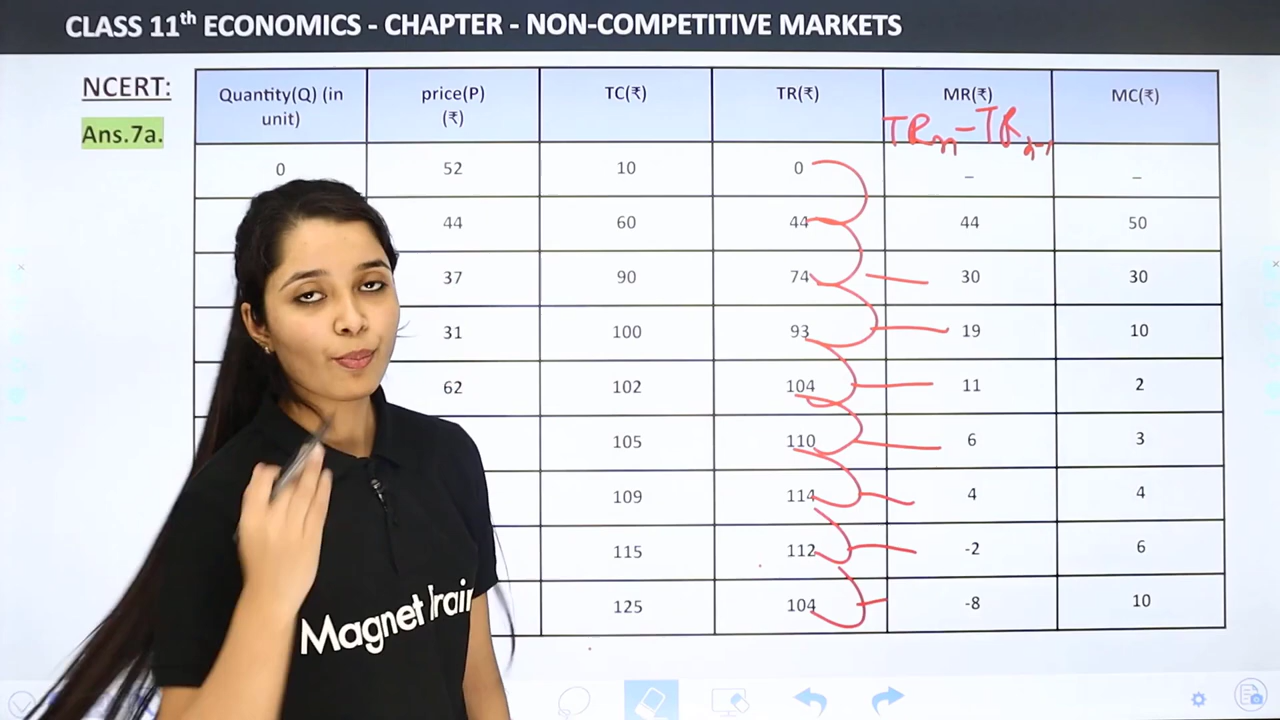 CLASS 11th ECONOMICS - CHAPTER - NON-COMPETITIVE MARKETS
NCERT:
Ans.7a.
Quantity(Q) (in unit) price(P) (₹) TC(₹) TR(₹) MR(₹) MC(₹)
TRn-TRn-1
0 52 10 0 – –
44 60 44 44 50
37 90 74 30 30
31 100 93 19 10
62 102 104 11 2
105 110 6 3
109 114 4 4
115 112 -2 6
125 104 -8 10
Magnet Brain